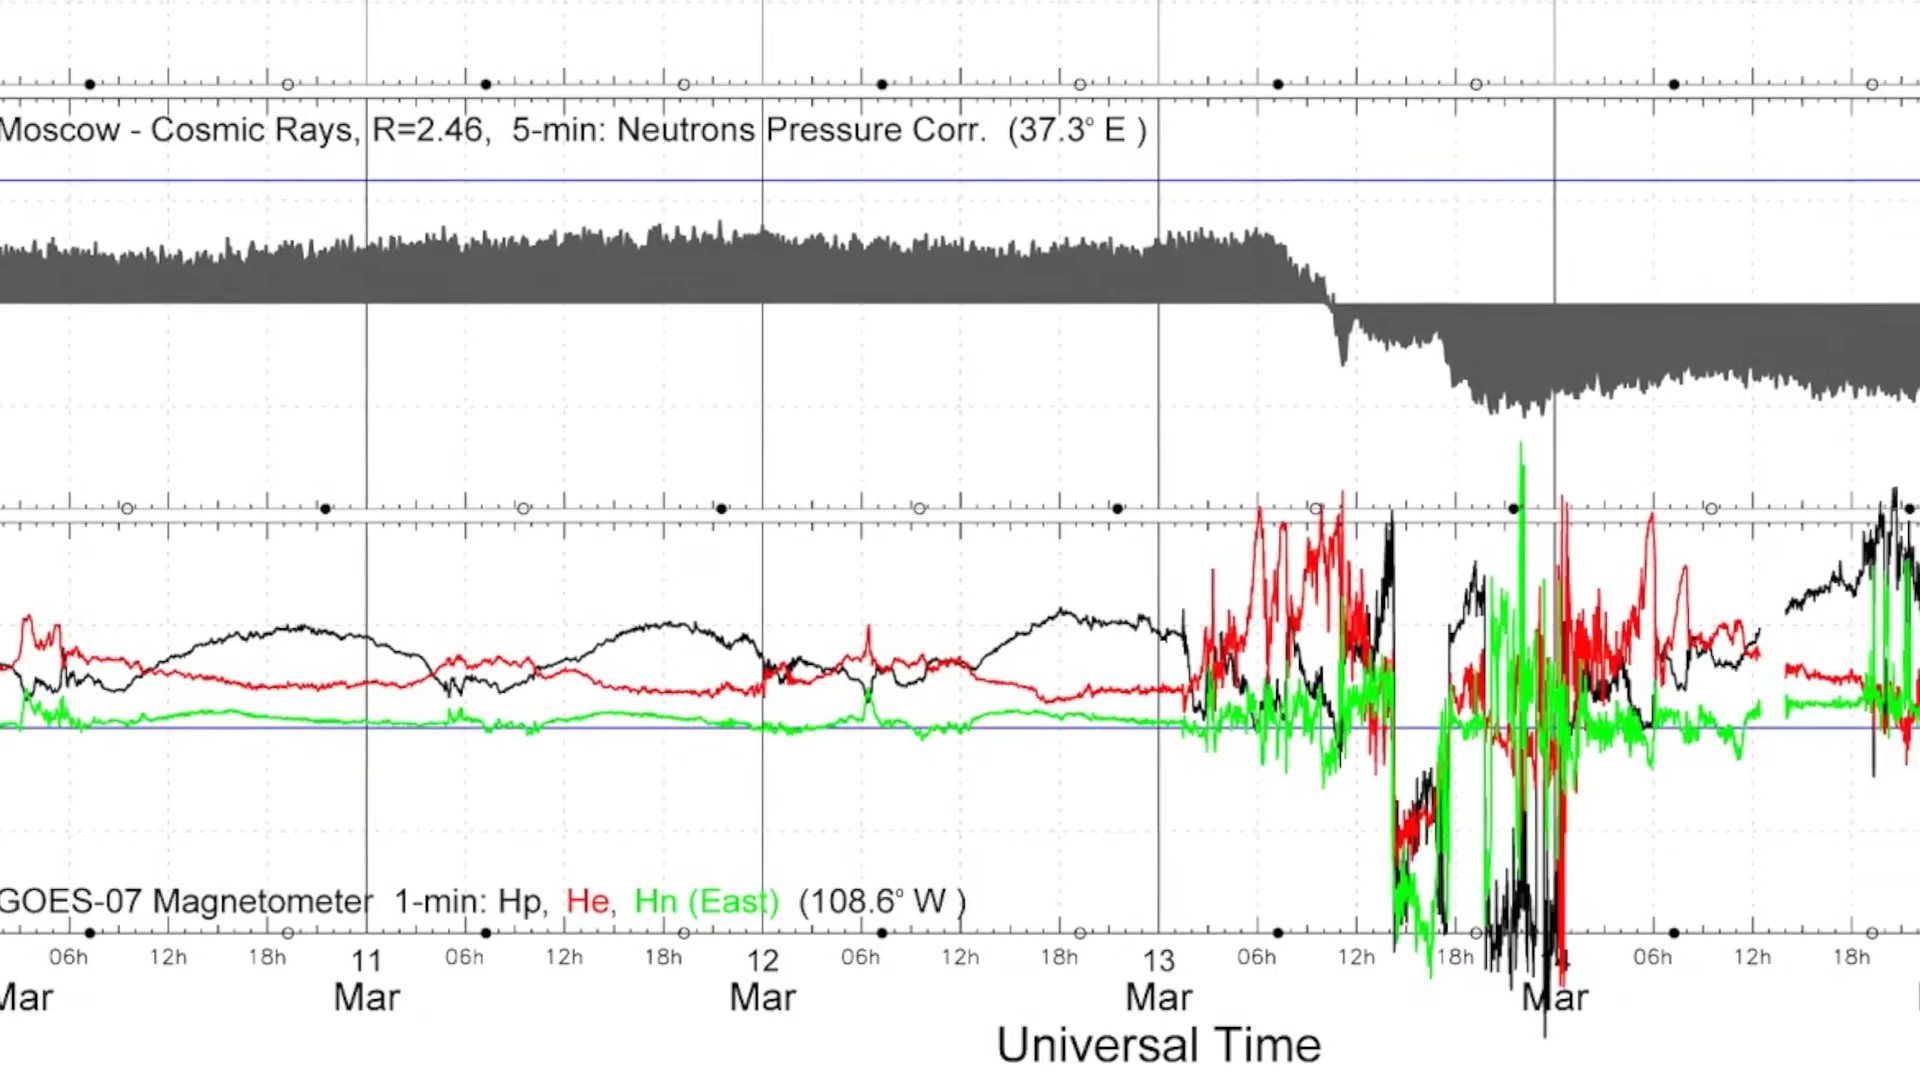 Moscow - Cosmic Rays, R=2.46, 5-min: Neutrons Pressure Corr. (37.3° E )
GOES-07 Magnetometer 1-min: Hp, He, Hn (East) (108.6° W )
06h 12h 18h 11 06h 12h 18h 12 06h 12h 18h 13 06h 12h 18h 06h 12h 18h
Mar Mar Mar Mar Mar
Universal Time